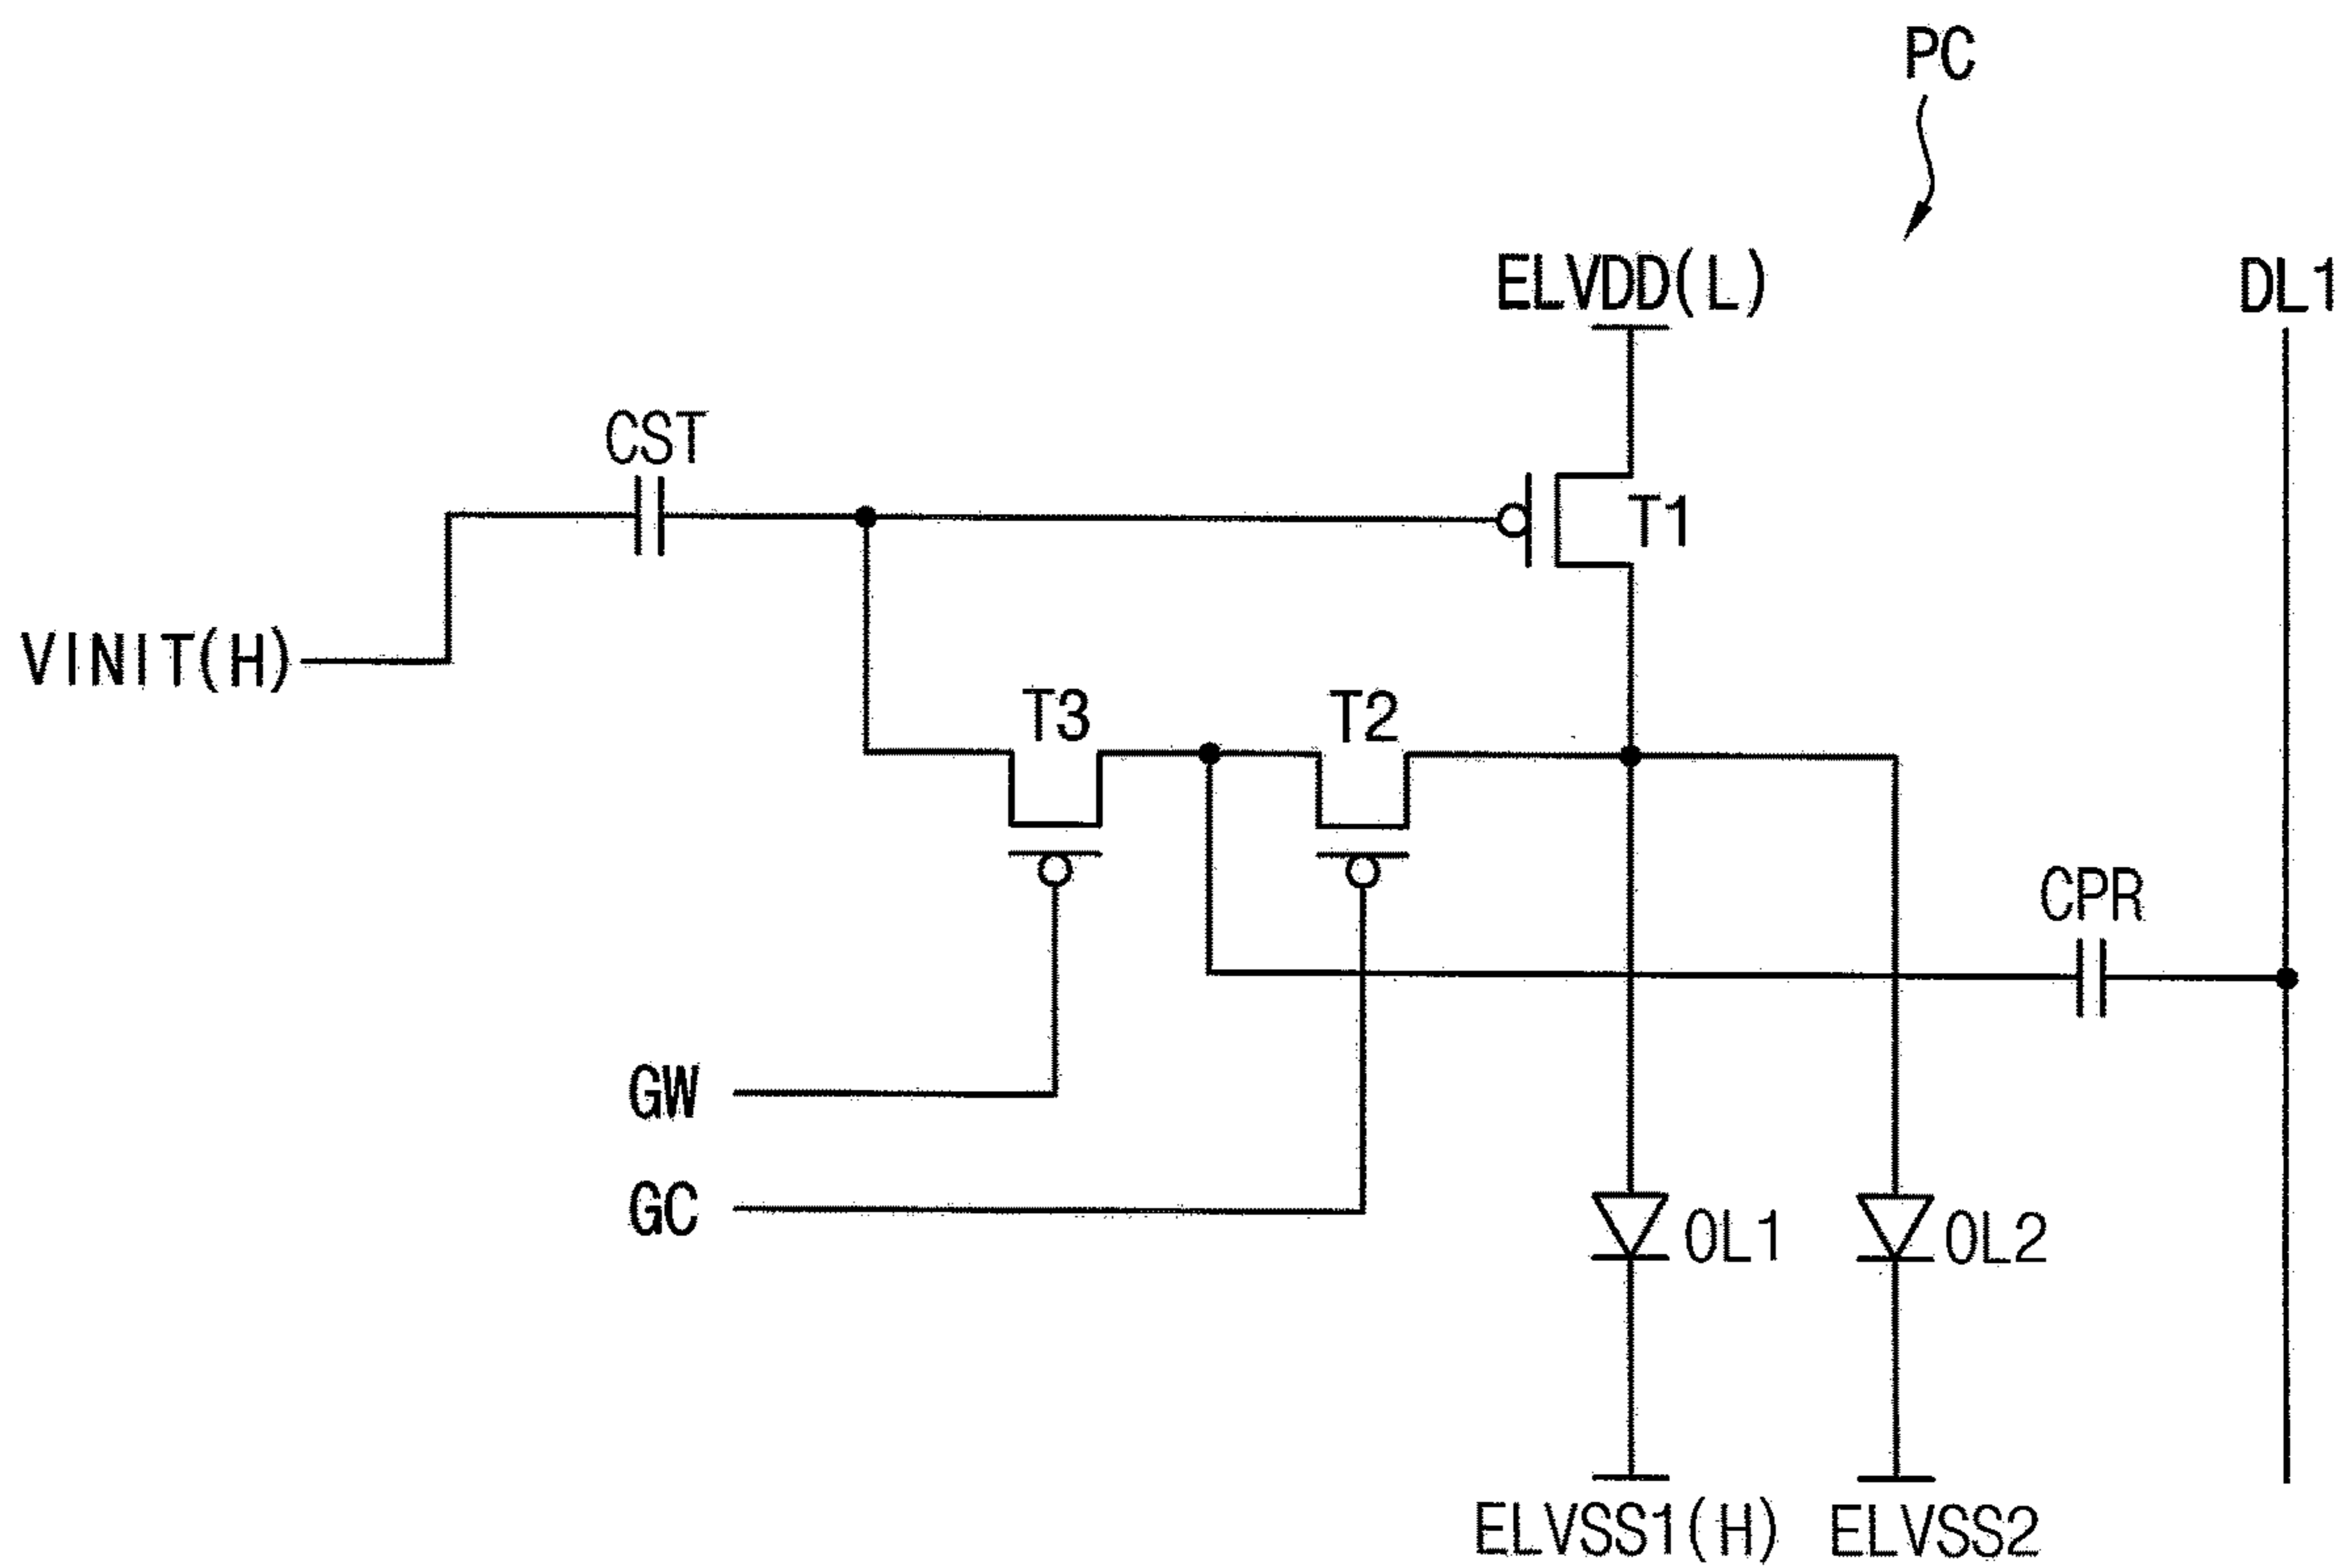 PC
ELVDD(L)
DL1
CST
T1
VINIT(H)
T3
T2
CPR
GW
GC
OL1
OL2
ELVSS1(H)
ELVSS2